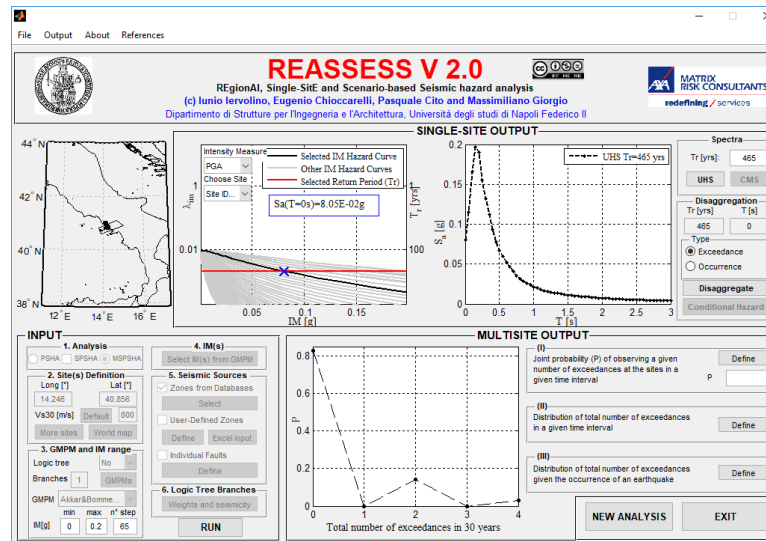 File Output About References
REASSESS V 2.0
REgionAl, Single-SitE and Scenario-based Seismic hazard analysis
(c) Iunio Iervolino, Eugenio Chioccarelli, Pasquale Cito and Massimiliano Giorgio
Dipartimento di Strutture per l'Ingegneria e l'Architettura, Università degli studi di Napoli Federico II
cc BY NC ND
AXA MATRIX
RISK CONSULTANTS
redefining / services
44°N
42°N
40°N
38°N
12°E 14°E 16°E
SINGLE-SITE OUTPUT
Intensity Measure
PGA
Choose Site
Site ID...
Selected IM Hazard Curve
Other IM Hazard Curves
Selected Return Period (Tr)
Sa(T=0s)=8.05E-02g
λim
1
0.01
1
100
Tr [yrs]
0.05 0.1 0.15
IM [g]
UHS Tr=465 yrs
Sa [g]
0.2
0.15
0.1
0.05
0
0 0.5 1 1.5 2 2.5 3
T [s]
Spectra
Tr [yrs]: 465
UHS CMS
Disaggregation
Tr [yrs] T [s]
465 0
Type
Exceedance
Occurrence
Disaggregate
Conditional Hazard
INPUT
1. Analysis
PSHA SPSHA MSPSHA
2. Site(s) Definition
Long [°] Lat [°]
14.246 40.856
Vs30 [m/s] Default 800
More sites World map
3. GMPM and IM range
Logic tree No
Branches 1 GMPMs
GMPM Akkar&Bomme...
min max n° step
IM[g] 0 0.2 65
4. IM(s)
Select IM(s) from GMPM
5. Seismic Sources
Zones from Databases
Select
User-Defined Zones
Define Excel input
Individual Faults
Define
6. Logic Tree Branches
Weights and seismicity
RUN
MULTISITE OUTPUT
P
0.8
0.6
0.4
0.2
0
0 1 2 3 4
Total number of exceedances in 30 years
(I)
Joint probability (P) of observing a given
number of exceedances at the sites in a
given time interval
Define
P
(II)
Distribution of total number of exceedances
in a given time interval
Define
(III)
Distribution of total number of exceedances
given the occurrence of an earthquake
Define
NEW ANALYSIS EXIT